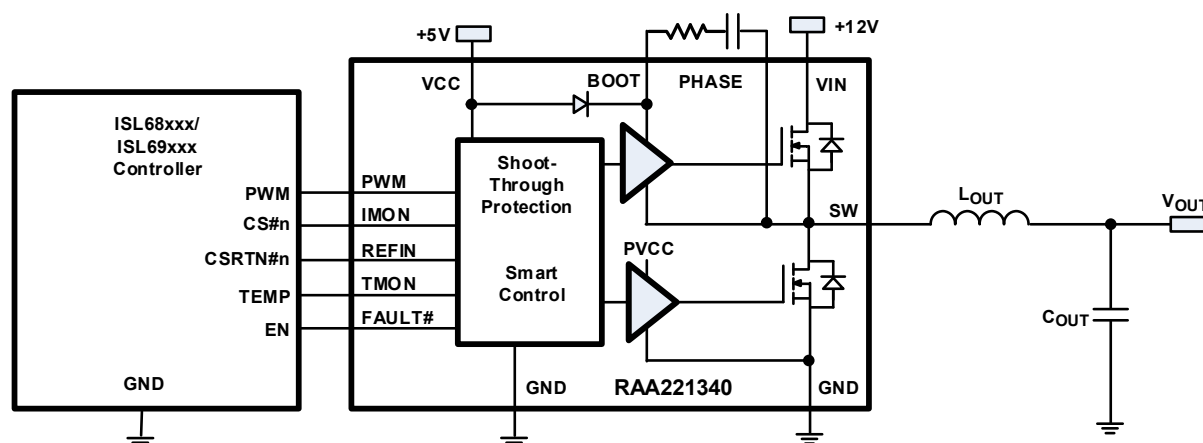 +5V
+12V
VCC
BOOT
PHASE
VIN
ISL68xxx/
ISL69xxx
Controller
PWM
CS#n
CSRTN#n
TEMP
EN
GND
PWM
IMON
REFIN
TMON
FAULT#
Shoot-
Through
Protection
Smart
Control
PVCC
SW
GND
RAA221340
GND
LOUT
VOUT
COUT